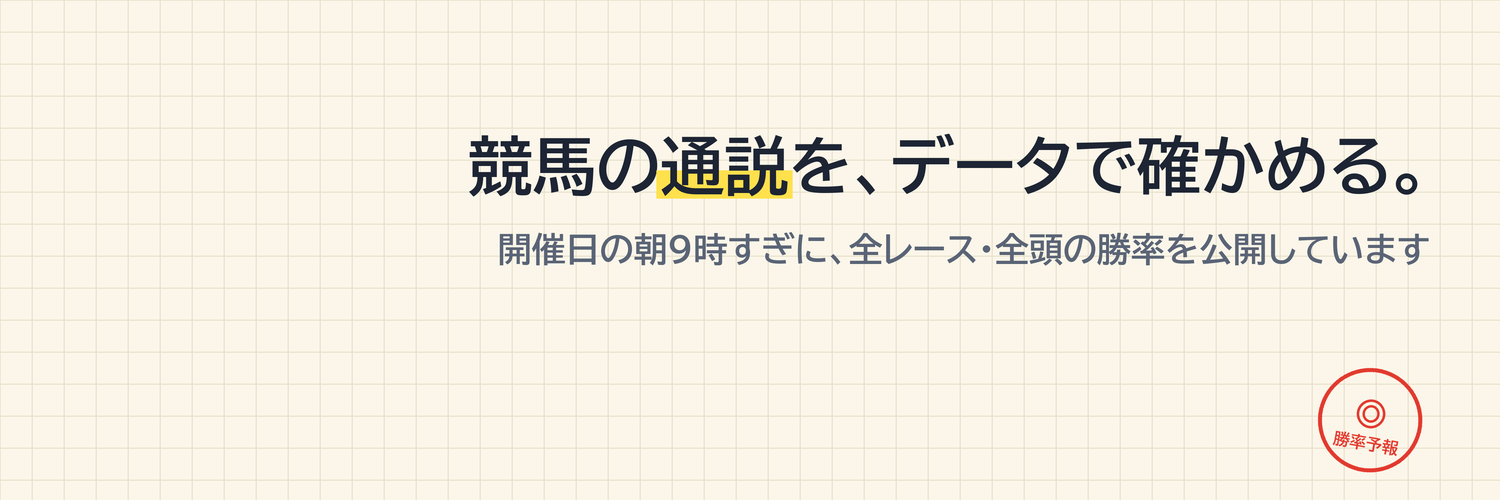 競馬の通説を、データで確かめる。
開催日の朝9時すぎに、全レース・全頭の勝率を公開しています
◎
勝率予報